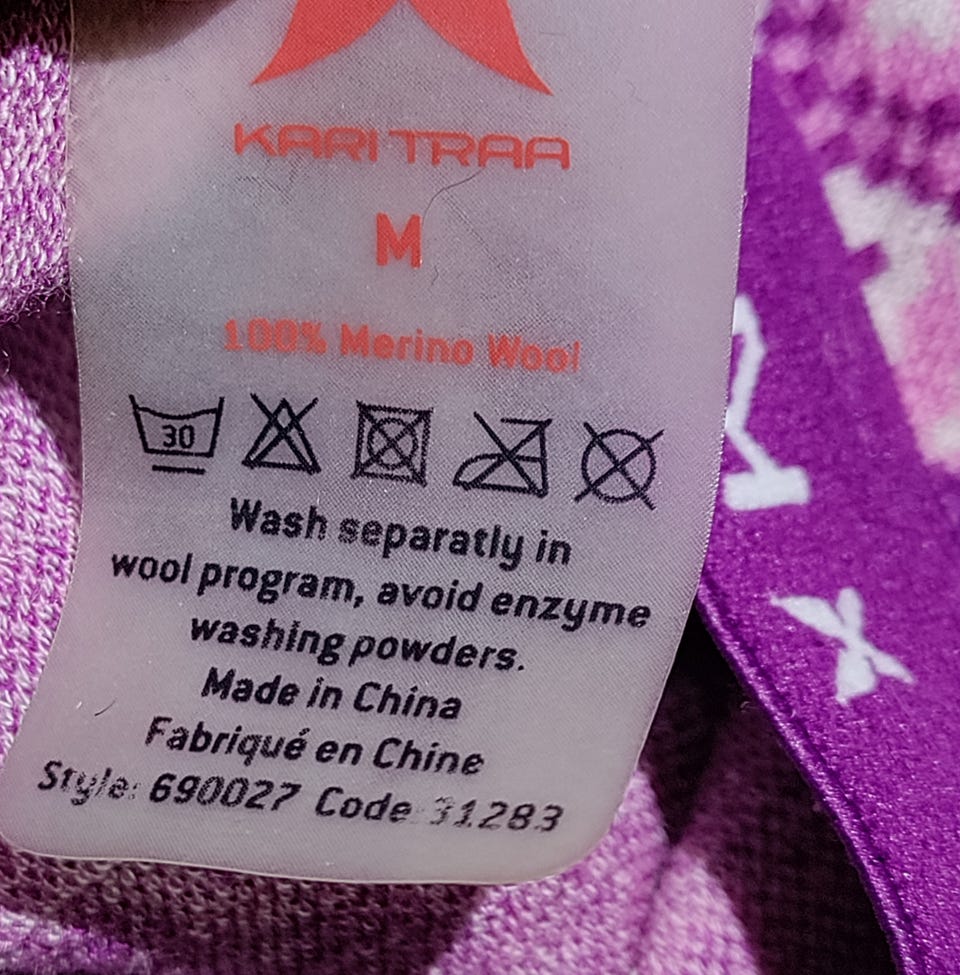 KARI TRAA
M
100% Merino Wool
30
Wash separatly in
wool program, avoid enzyme
washing powders.
Made in China
Fabriqué en Chine
Style: 690027 Code 31283